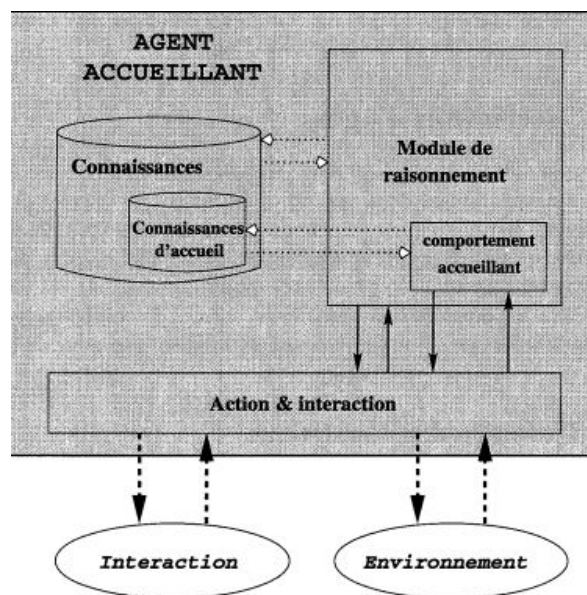 AGENT
ACCUEILLANT
Connaissances
Module de
raisonnement
Connaissances
d'accueil
comportement
accueillant
Action & interaction
Interaction
Environnement